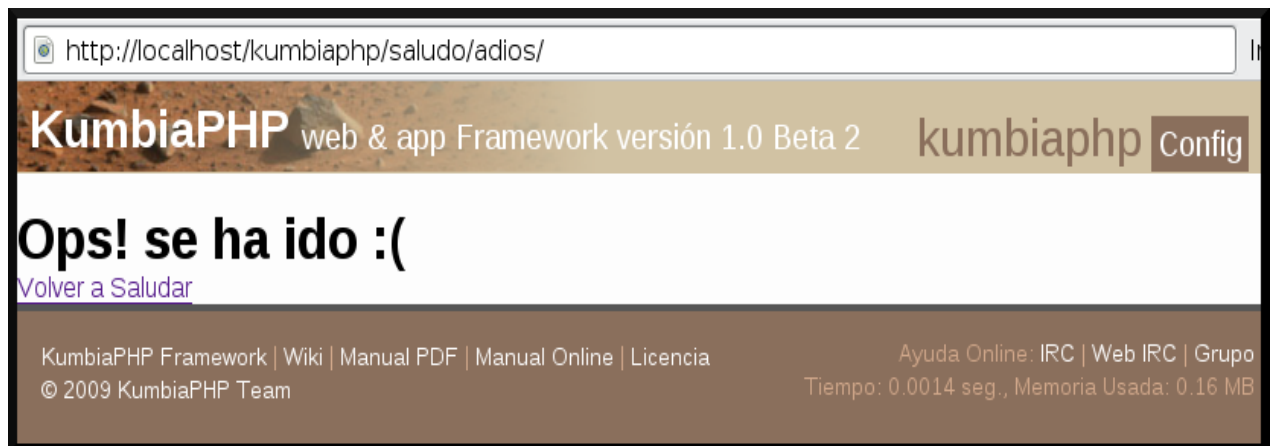 http://localhost/kumbiaphp/saludo/adios/
KumbiaPHP web & app Framework versión 1.0 Beta 2
kumbiaphp Config
Ops! se ha ido :(
Volver a Saludar
KumbiaPHP Framework | Wiki | Manual PDF | Manual Online | Licencia
© 2009 KumbiaPHP Team
Ayuda Online: IRC | Web IRC | Grupo
Tiempo: 0.0014 seg., Memoria Usada: 0.16 MB